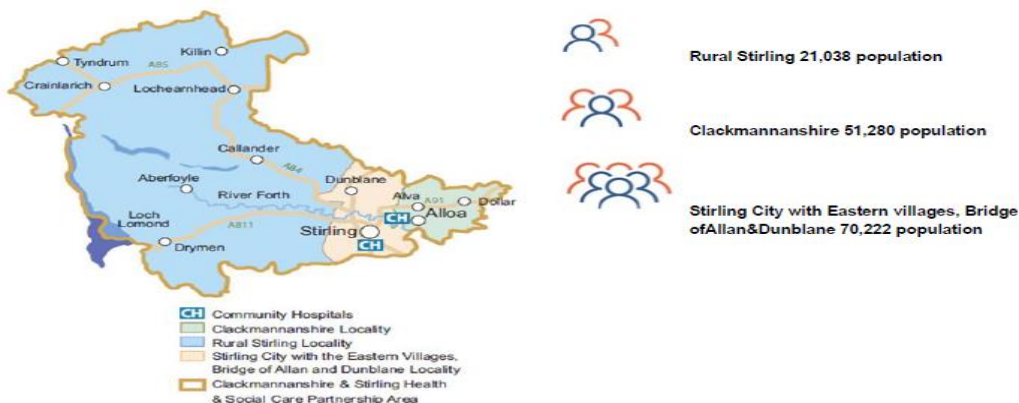 Killin
Tyndrum
A85
Crainlarich
Lochearnhead
Callander
A84
Aberfoyle
Dunblane
River Forth
Alva
A91
Dollar
CH
Alloa
Loch
Lomond
A811
Stirling
Drymen
CH
CH Community Hospitals
Clackmannanshire Locality
Rural Stirling Locality
Stirling City with the Eastern Villages,
Bridge of Allan and Dunblane Locality
Clackmannanshire & Stirling Health
& Social Care Partnership Area
Rural Stirling 21,038 population
Clackmannanshire 51,280 population
Stirling City with Eastern villages, Bridge
ofAllan&Dunblane 70,222 population